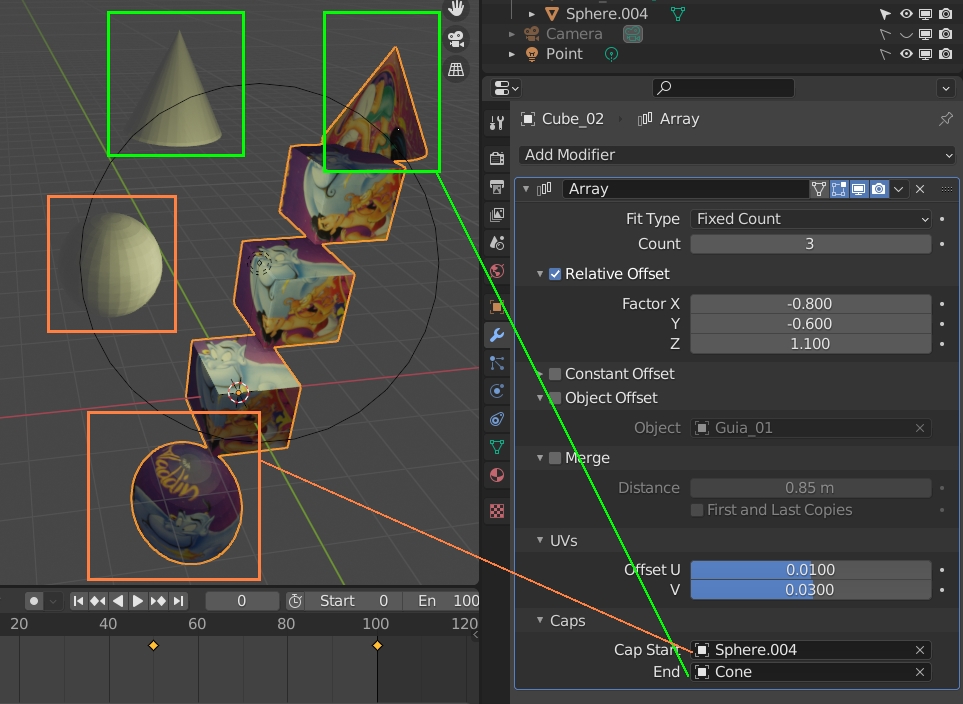 Sphere.004
Camera
Point
Cube_02
Array
Add Modifier
Array
Fit Type Fixed Count
Count 3
Relative Offset
Factor X -0.800
Y -0.600
Z 1.100
Constant Offset
Object Offset
Object Guia_01
Merge
Distance 0.85 m
First and Last Copies
UVs
Offset U 0.0100
V 0.0300
Caps
Cap Start Sphere.004
End Cone
Aladdin
0 Start 0 En 100
20 40 60 80 100 120